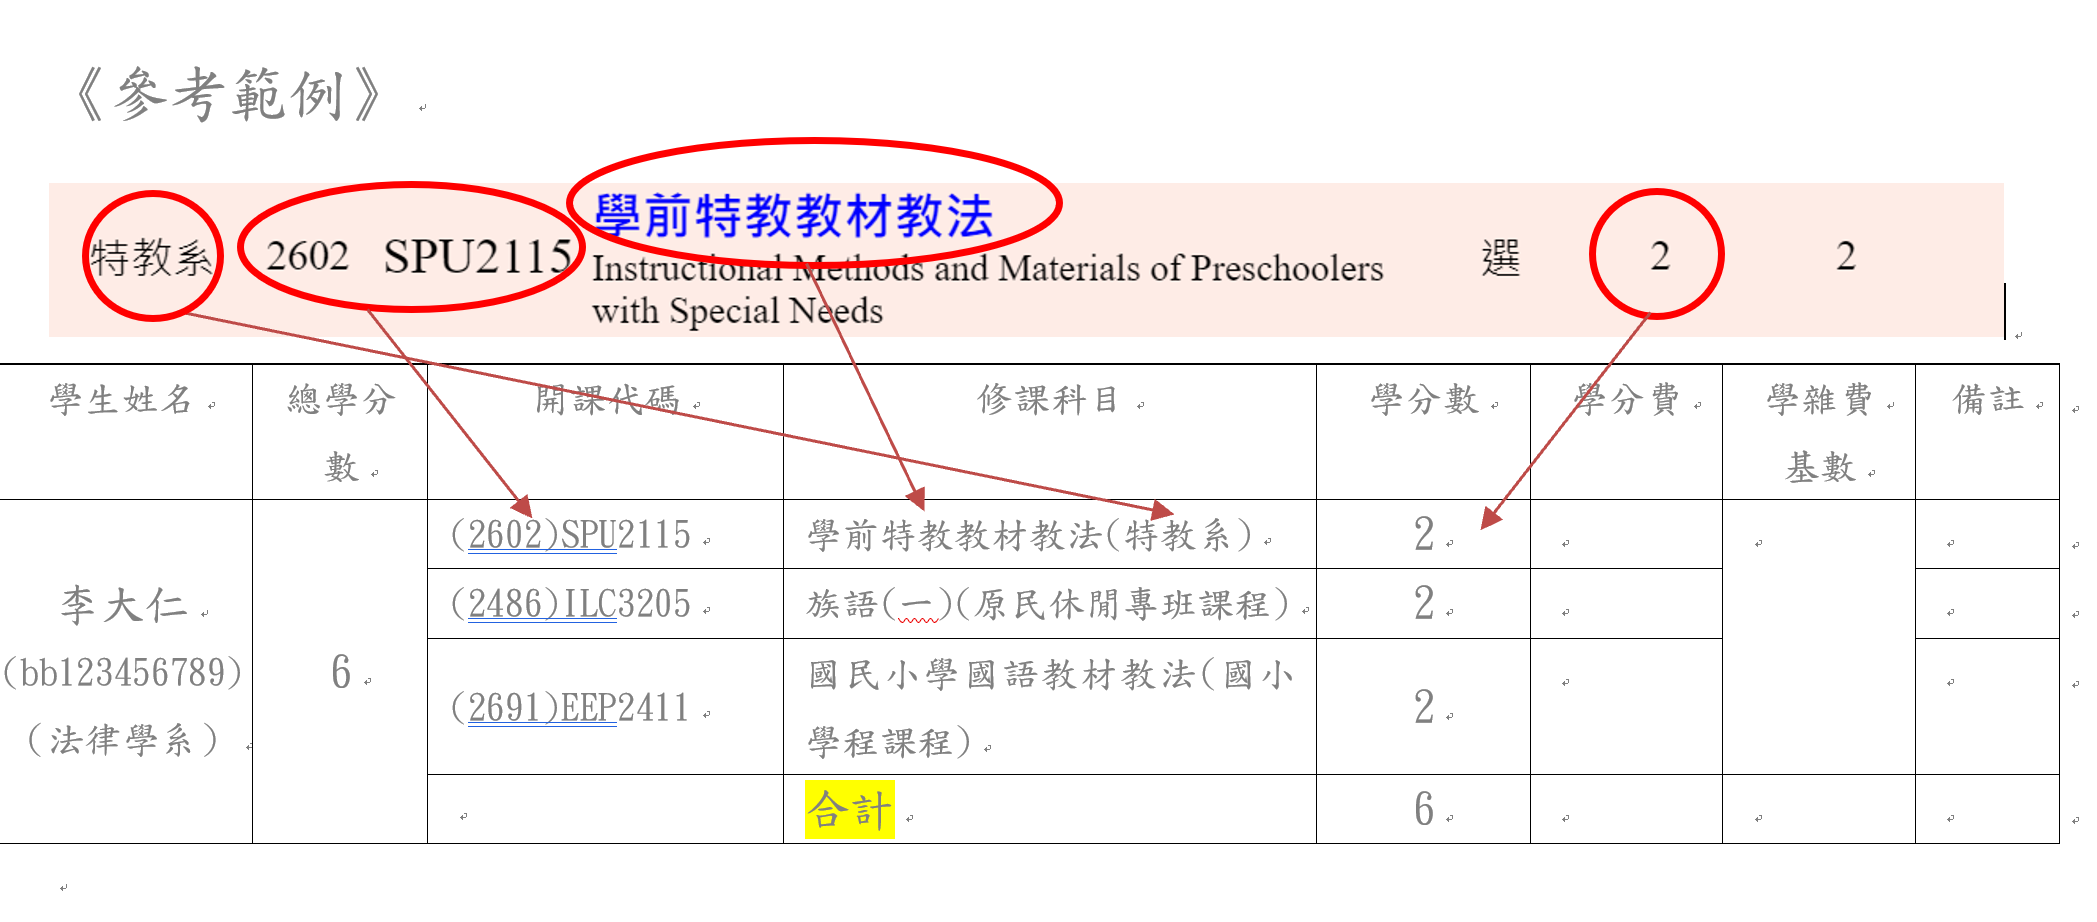 《參考範例》
學前特教教材教法
特教系 2602 SPU2115 選 2 2
Instructional Methods and Materials of Preschoolers
with Special Needs
學生姓名 總學分數 開課代碼 修課科目 學分數 學分費 學雜費基數 備註
(2602)SPU2115 學前特教教材教法(特教系) 2
李大仁
(bb123456789)
(法律學系)
6
(2486)ILC3205 族語(一)(原民休閒專班課程) 2
(2691)EEP2411 國民小學國語教材教法(國小
學程課程) 2
合計 6